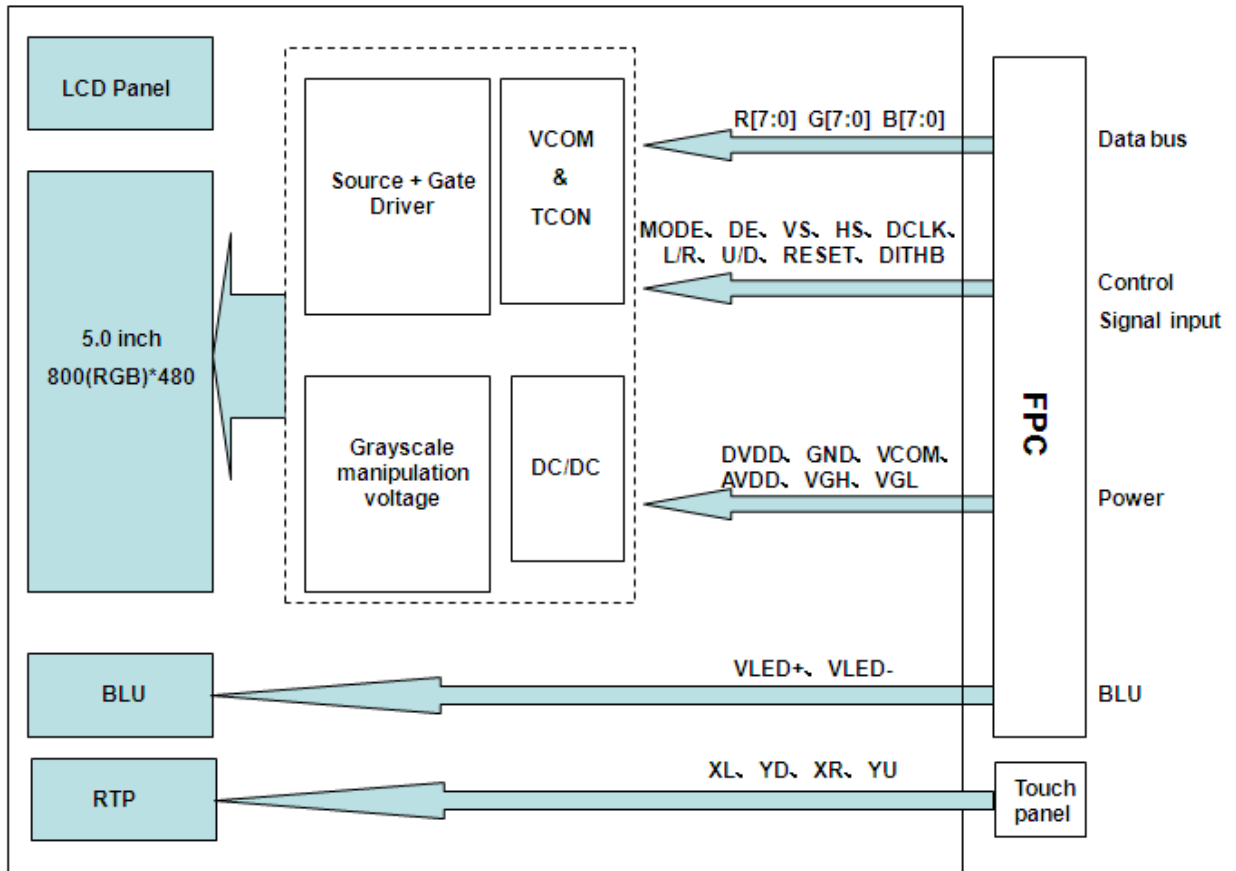 LCD Panel
5.0 inch
800(RGB)*480
BLU
RTP
Source + Gate
Driver
VCOM
&
TCON
Grayscale
manipulation
voltage
DC/DC
R[7:0] G[7:0] B[7:0]
MODE、DE、VS、HS、DCLK、
L/R、U/D、RESET、DITHB
DVDD、GND、VCOM、
AVDD、VGH、VGL
VLED+、VLED-
XL、YD、XR、YU
FPC
Touch
panel
Data bus
Control
Signal input
Power
BLU